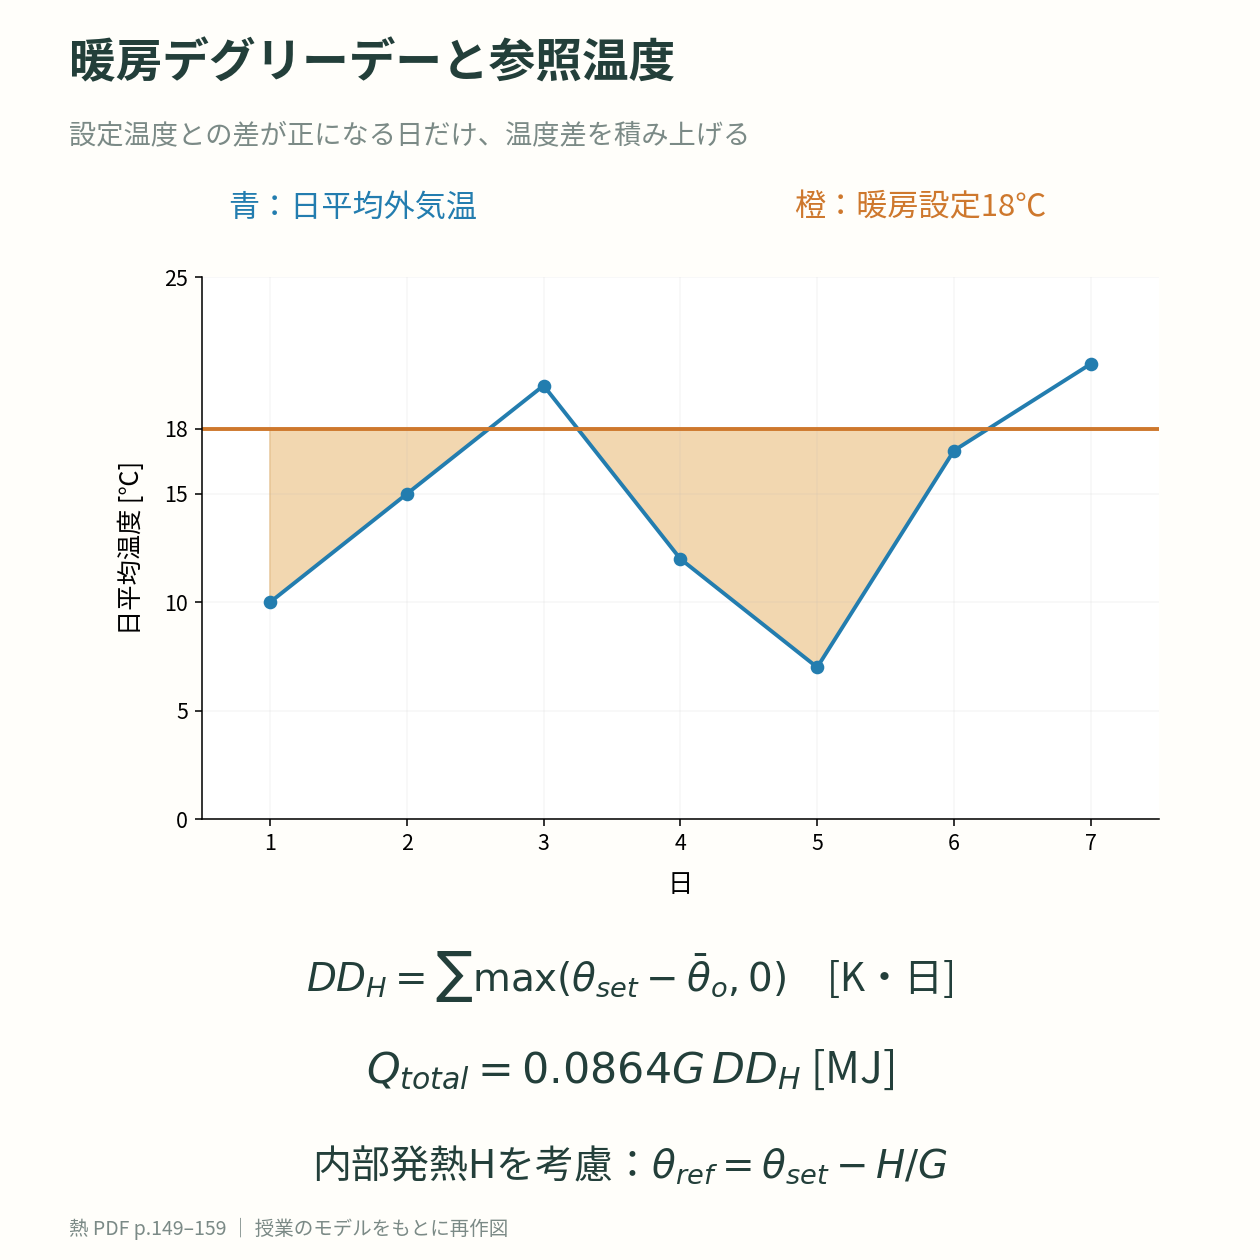 暖房デグリーデーと参照温度
設定温度との差が正になる日だけ、温度差を積み上げる
青：日平均外気温
橙：暖房設定18℃
25
18
15
10
5
0
日平均温度 [℃]
1 2 3 4 5 6 7
日
DD_H = ∑max(θ_set − θ̄_o, 0) [K・日]
Q_total = 0.0864G DD_H [MJ]
内部発熱Hを考慮：θ_ref = θ_set − H/G
熱 PDF p.149–159 ｜ 授業のモデルをもとに再作図